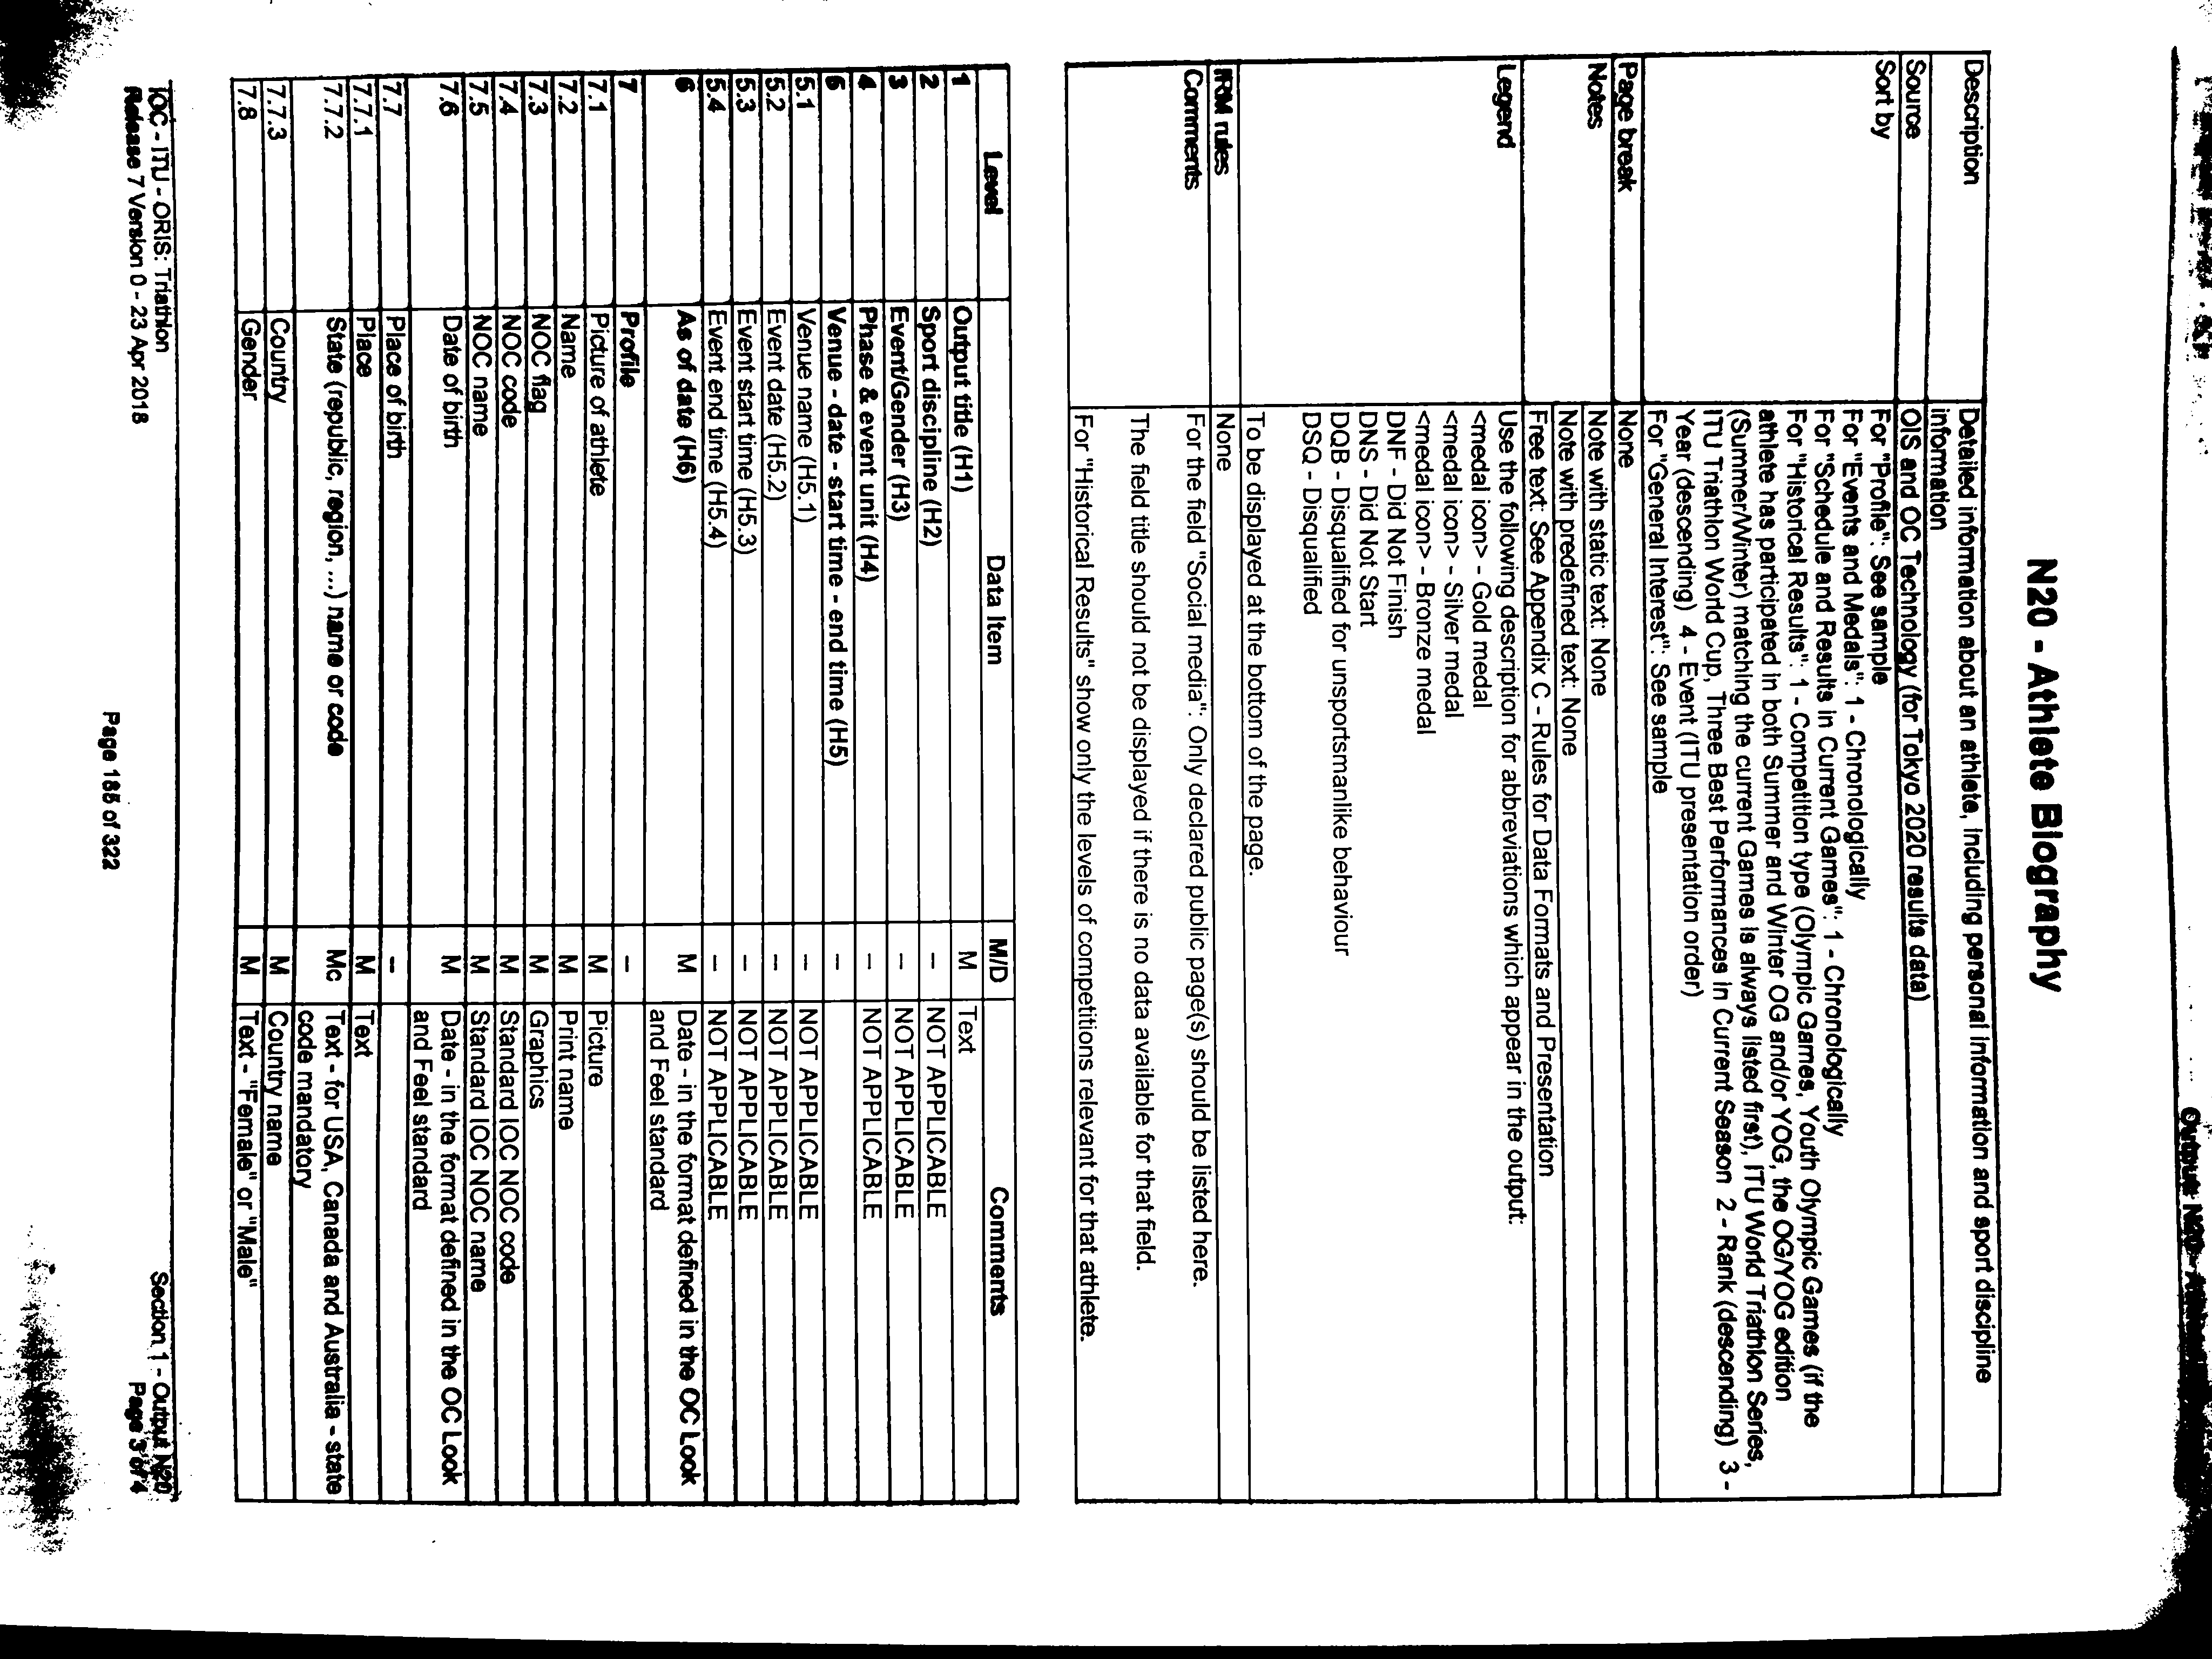 Output N20 -
N20 - Athlete Biography
Description Detailed information about an athlete, including personal information and sport discipline
information
Source OIS and OC Technology (for Tokyo 2020 results data)
Sort by For "Profile": See sample
For "Events and Medals": 1 - Chronologically
For "Schedule and Results in Current Games": 1 - Chronologically
For "Historical Results": 1 - Competition type (Olympic Games, Youth Olympic Games (if the
athlete has participated in both Summer and Winter OG and/or YOG, the OG/YOG edition
(Summer/Winter) matching the current Games is always listed first), ITU World Triathlon Series,
ITU Triathlon World Cup, Three Best Performances in Current Season 2 - Rank (descending) 3 -
Year (descending) 4 - Event (ITU presentation order)
For "General Interest": See sample
Page break None
Notes Note with static text: None
Note with predefined text: None
Free text: See Appendix C - Rules for Data Formats and Presentation
Legend Use the following description for abbreviations which appear in the output:
<medal icon> - Gold medal
<medal icon> - Silver medal
<medal icon> - Bronze medal
DNF - Did Not Finish
DNS - Did Not Start
DQB - Disqualified for unsportsmanlike behaviour
DSQ - Disqualified
To be displayed at the bottom of the page.
IRM rules None
Comments For the field "Social media": Only declared public page(s) should be listed here.
The field title should not be displayed if there is no data available for that field.
For "Historical Results" show only the levels of competitions relevant for that athlete.
Level Data Item M/D Comments
1 Output title (H1) M Text
2 Sport discipline (H2) -- NOT APPLICABLE
3 Event/Gender (H3) -- NOT APPLICABLE
4 Phase & event unit (H4) -- NOT APPLICABLE
5 Venue - date - start time - end time (H5) --
5.1 Venue name (H5.1) -- NOT APPLICABLE
5.2 Event date (H5.2) -- NOT APPLICABLE
5.3 Event start time (H5.3) -- NOT APPLICABLE
5.4 Event end time (H5.4) -- NOT APPLICABLE
6 As of date (H6) M Date - in the format defined in the OC Look
and Feel standard
7 Profile --
7.1 Picture of athlete M Picture
7.2 Name M Print name
7.3 NOC flag M Graphics
7.4 NOC code M Standard IOC NOC code
7.5 NOC name M Standard IOC NOC name
7.6 Date of birth M Date - in the format defined in the OC Look
and Feel standard
7.7 Place of birth --
7.7.1 Place M Text
7.7.2 State (republic, region, ...) name or code Mc Text - for USA, Canada and Australia - state
code mandatory
7.7.3 Country M Country name
7.8 Gender M Text - "Female" or "Male"
IOC - ITU - ORIS: Triathlon Section 1 - Output N20
Release 7 Version 0 - 23 Apr 2018 Page 185 of 322 Page 3 of 4